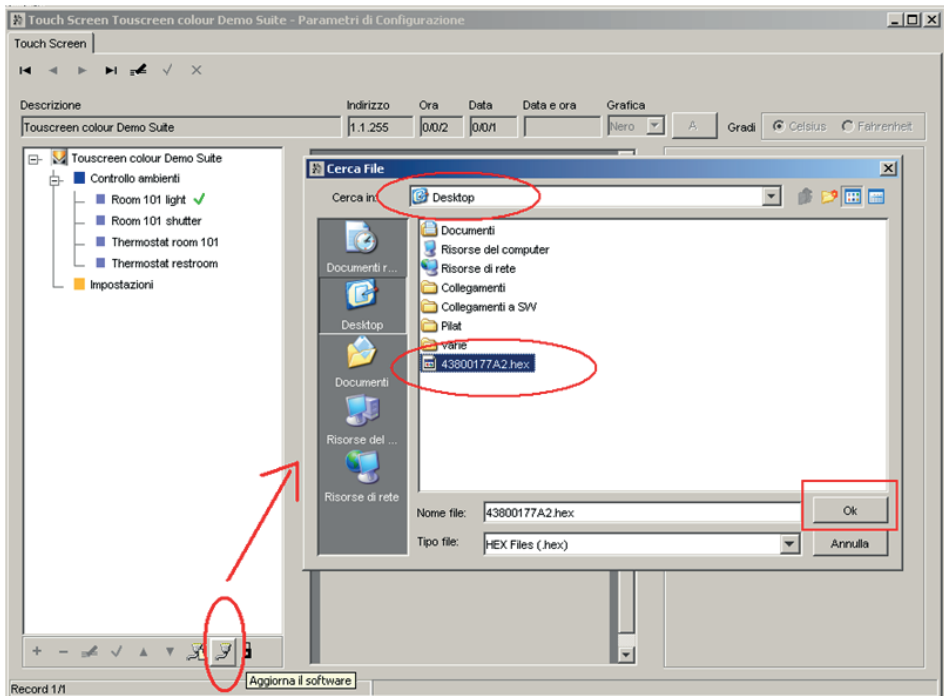 Touch Screen Touscreen colour Demo Suite - Parametri di Configurazione
Touch Screen
Descrizione Indirizzo Ora Data Data e ora Grafica
Touscreen colour Demo Suite 1.1.255 0/0/2 0/0/1 Nero A Gradi Celsius Fahrenheit
Touscreen colour Demo Suite
Controllo ambienti
Room 101 light
Room 101 shutter
Thermostat room 101
Thermostat restroom
Impostazioni
Cerca File
Cerca in: Desktop
Documenti r...
Desktop
Documenti
Risorse del ...
Risorse di rete
Documenti
Risorse del computer
Risorse di rete
Collegamenti
Collegamenti a SW
Pilat
varie
43800177A2.hex
Nome file: 43800177A2.hex Ok
Tipo file: HEX Files (.hex) Annulla
Aggiorna il software
Record 1/1